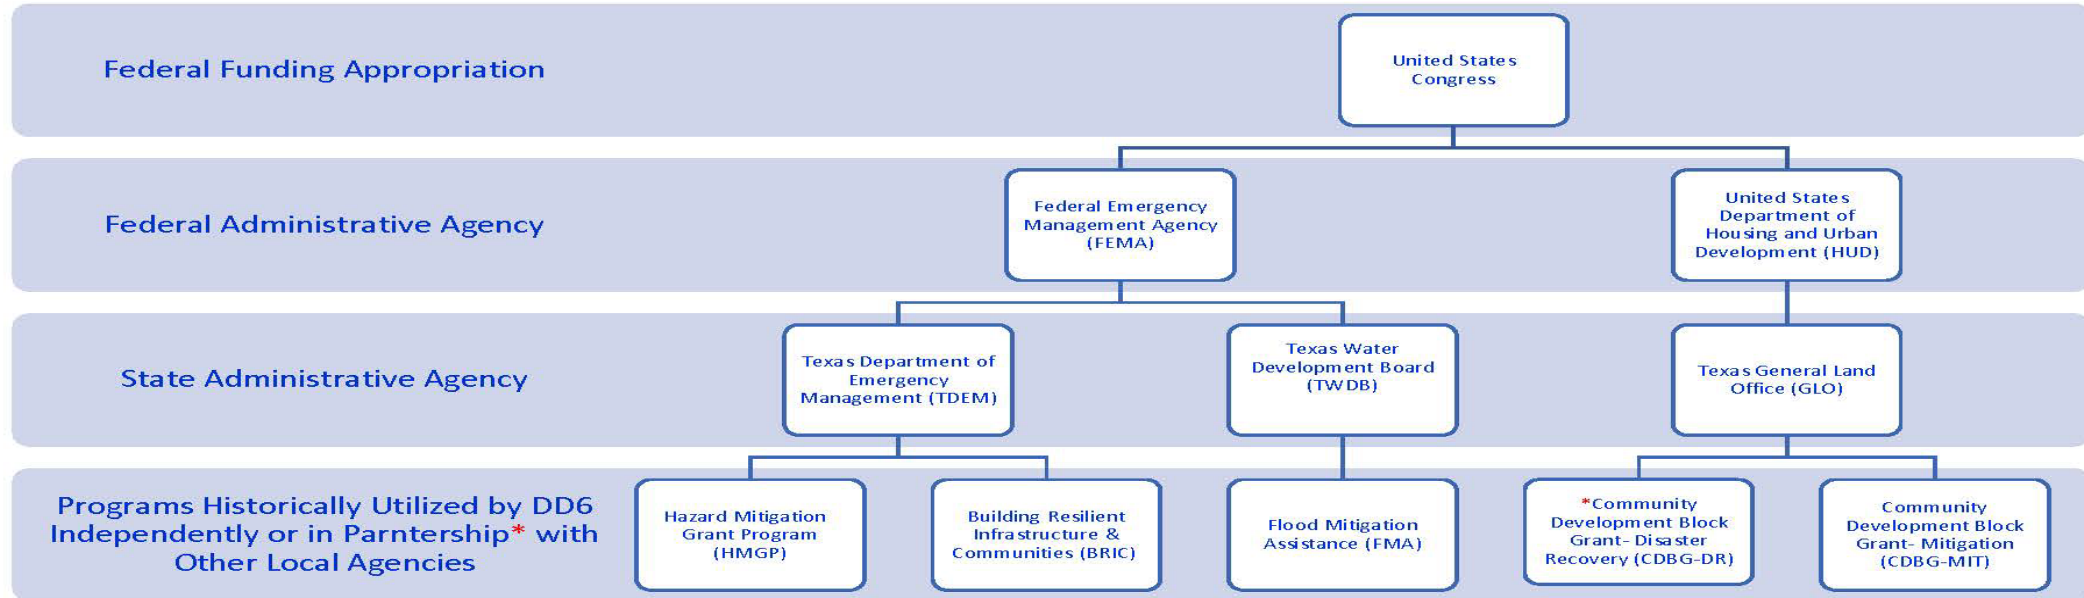 Federal Funding Appropriation
United States
Congress
Federal Administrative Agency
Federal Emergency
Management Agency
(FEMA)
United States
Department of
Housing and Urban
Development (HUD)
State Administrative Agency
Texas Department of
Emergency
Management (TDEM)
Texas Water
Development Board
(TWDB)
Texas General Land
Office (GLO)
Programs Historically Utilized by DD6
Independently or in Parntership* with
Other Local Agencies
Hazard Mitigation
Grant Program
(HMGP)
Building Resilient
Infrastructure &
Communities (BRIC)
Flood Mitigation
Assistance (FMA)
*Community
Development Block
Grant- Disaster
Recovery (CDBG-DR)
Community
Development Block
Grant- Mitigation
(CDBG-MIT)